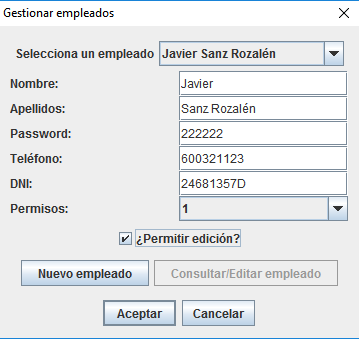 Gestionar empleados
Selecciona un empleado Javier Sanz Rozalén
Nombre: Javier
Apellidos: Sanz Rozalén
Password: 222222
Teléfono: 600321123
DNI: 24681357D
Permisos: 1
¿Permitir edición?
Nuevo empleado Consultar/Editar empleado
Aceptar Cancelar